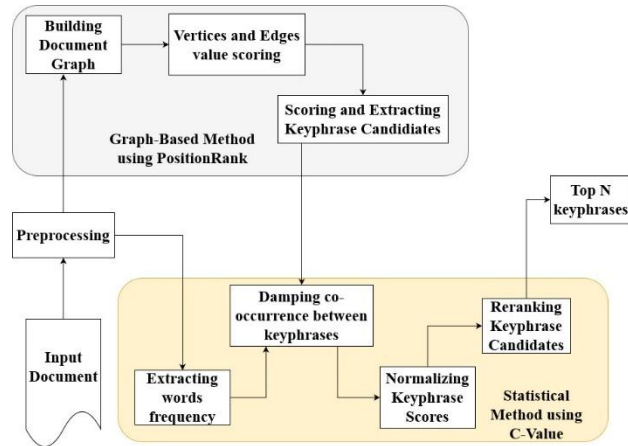 Building
Document
Graph
Vertices and Edges
value scoring
Scoring and Extracting
Keyphrase Candidiates
Graph-Based Method
using PositionRank
Top N
keyphrases
Preprocessing
Damping co-
occurrence between
keyphrases
Reranking
Keyphrase
Candidates
Input
Document
Extracting
words
frequency
Normalizing
Keyphrase
Scores
Statistical
Method using
C-Value